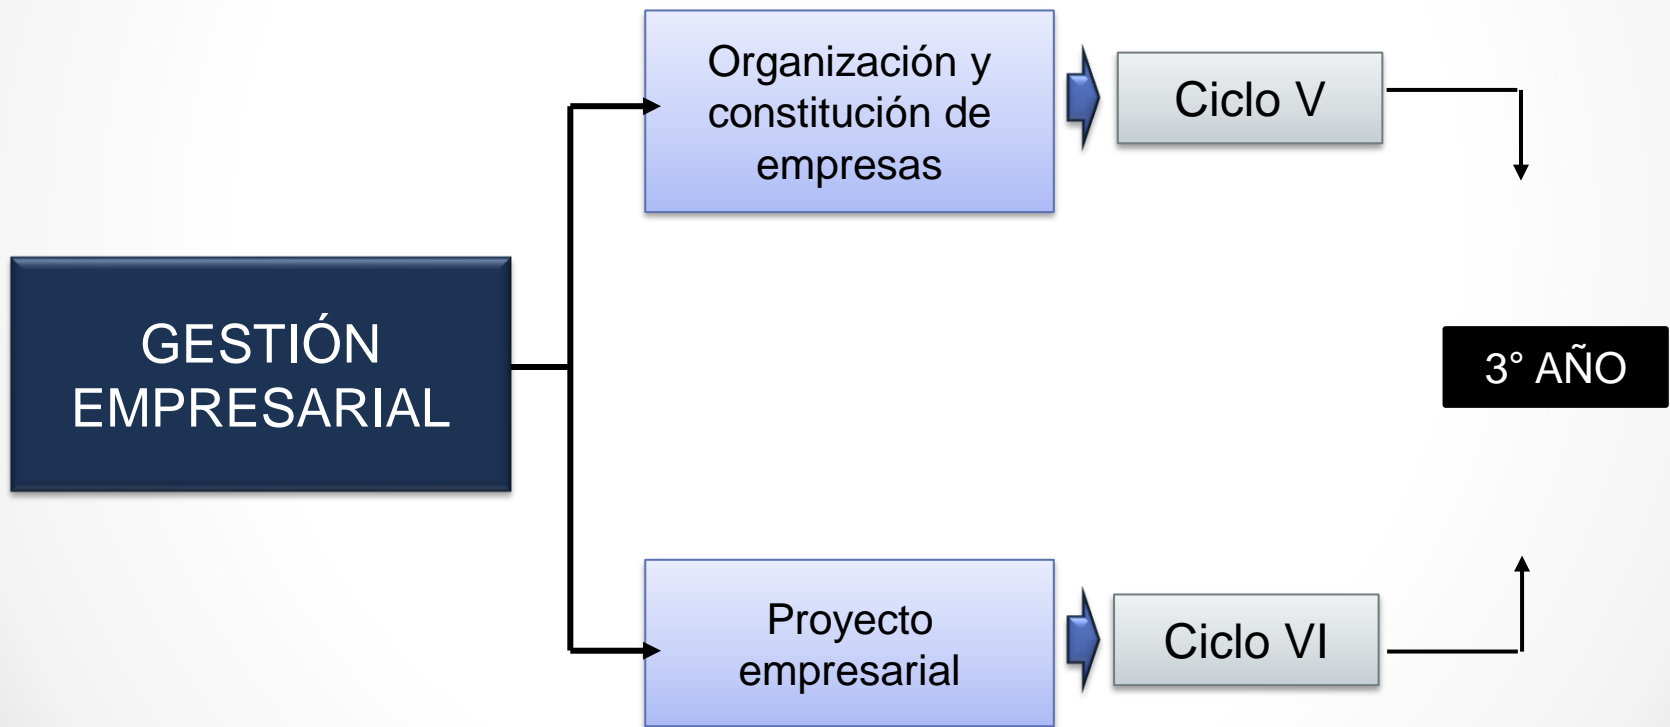 Organización y
constitución de
empresas
Ciclo V
GESTIÓN
EMPRESARIAL
3° AÑO
Proyecto
empresarial
Ciclo VI